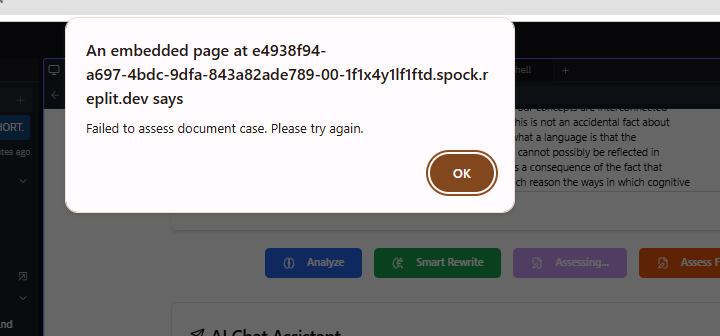 An embedded page at e4938f94-
a697-4bdc-9dfa-843a82ade789-00-1f1x4y1lf1ftd.spock.r
eplit.dev says
Failed to assess document case. Please try again.
OK
hell
+
HORT.
tes ago
concepts are interconnected
his is not an accidental fact about
what a language is that the
cannot possibly be reflected in
s a consequence of the fact that
ch reason the ways in which cognitive
Analyze
Smart Rewrite
Assessing...
Assess F
AI Chat Assistant
nd